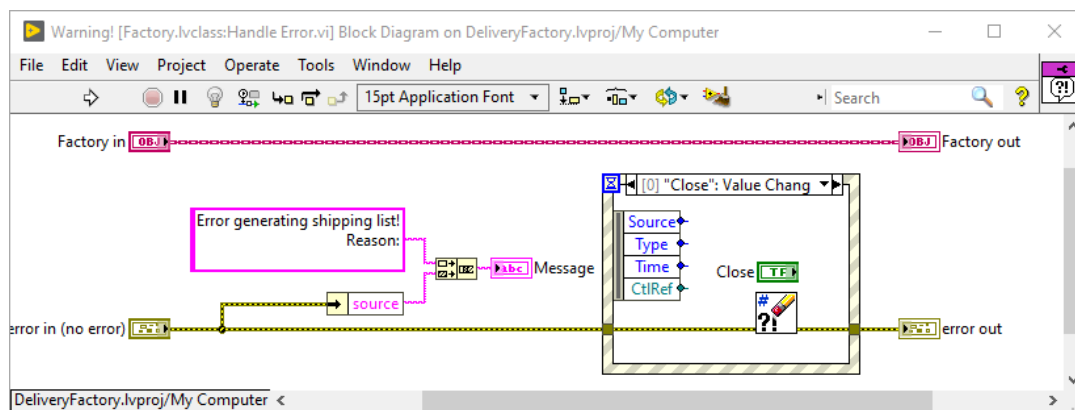 Warning! [Factory.lvclass:Handle Error.vi] Block Diagram on DeliveryFactory.lvproj/My Computer
File Edit View Project Operate Tools Window Help
15pt Application Font Search
Factory in OBJ OBJ Factory out
[0] "Close": Value Chang
Error generating shipping list!
Reason:
Source
Type
Time
CtlRef
abc Message
Close TF
source
error in (no error) error out
DeliveryFactory.lvproj/My Computer